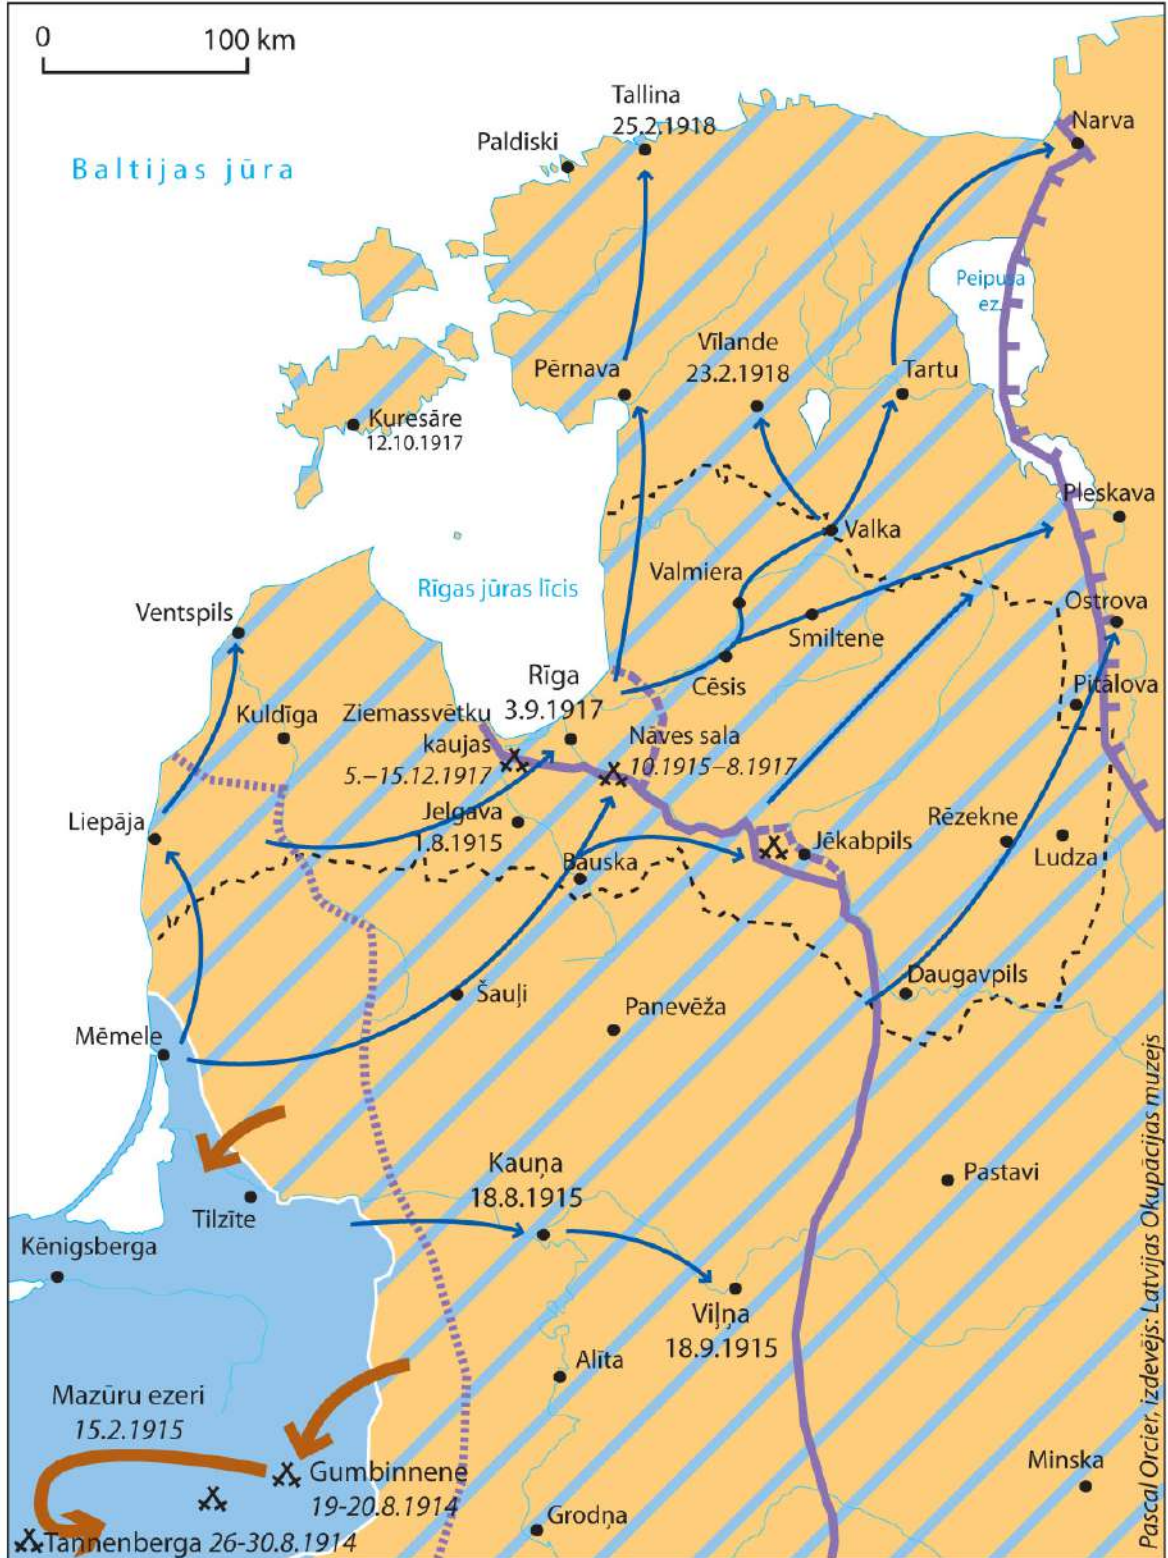 0 100 km
Tallina
25.2.1918
Paldiski
Narva
Baltijas jūra
Peipusa
ez.
Vīlande
23.2.1918
Pērnava
Tartu
Kuresāre
12.10.1917
Pleskava
Valka
Valmiera
Rīgas jūras līcis
Ventspils
Ostrova
Smiltene
Cēsis
Rīga
3.9.1917
Pitālova
Kuldīga
Ziemassvētku
kaujas
5.–15.12.1917
Nāves sala
10.1915–8.1917
Liepāja
Jelgava
1.8.1915
Rēzekne
Jēkabpils
Ludza
Bauska
Daugavpils
Šauļi
Panevēža
Mēmele
Kauņa
18.8.1915
Pastavi
Tilzīte
Kēnigsberga
Viļņa
18.9.1915
Alīta
Mazūru ezeri
15.2.1915
Minska
Gumbinnene
19-20.8.1914
Grodņa
Tannenberga 26-30.8.1914
Pascal Orcier, izdevējs: Latvijas Okupācijas muzejs